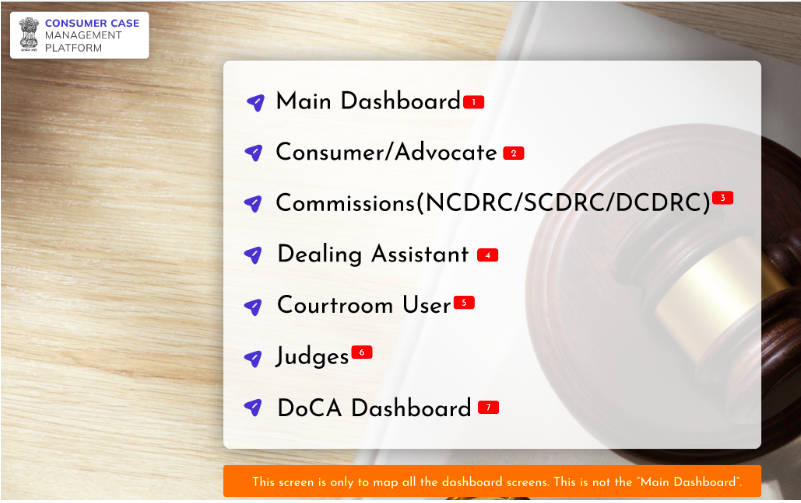 CONSUMER CASE
MANAGEMENT
PLATFORM
Main Dashboard 1
Consumer/Advocate 2
Commissions(NCDRC/SCDRC/DCDRC) 3
Dealing Assistant 4
Courtroom User 5
Judges 6
DoCA Dashboard 7
This screen is only to map all the dashboard screens. This is not the "Main Dashboard".